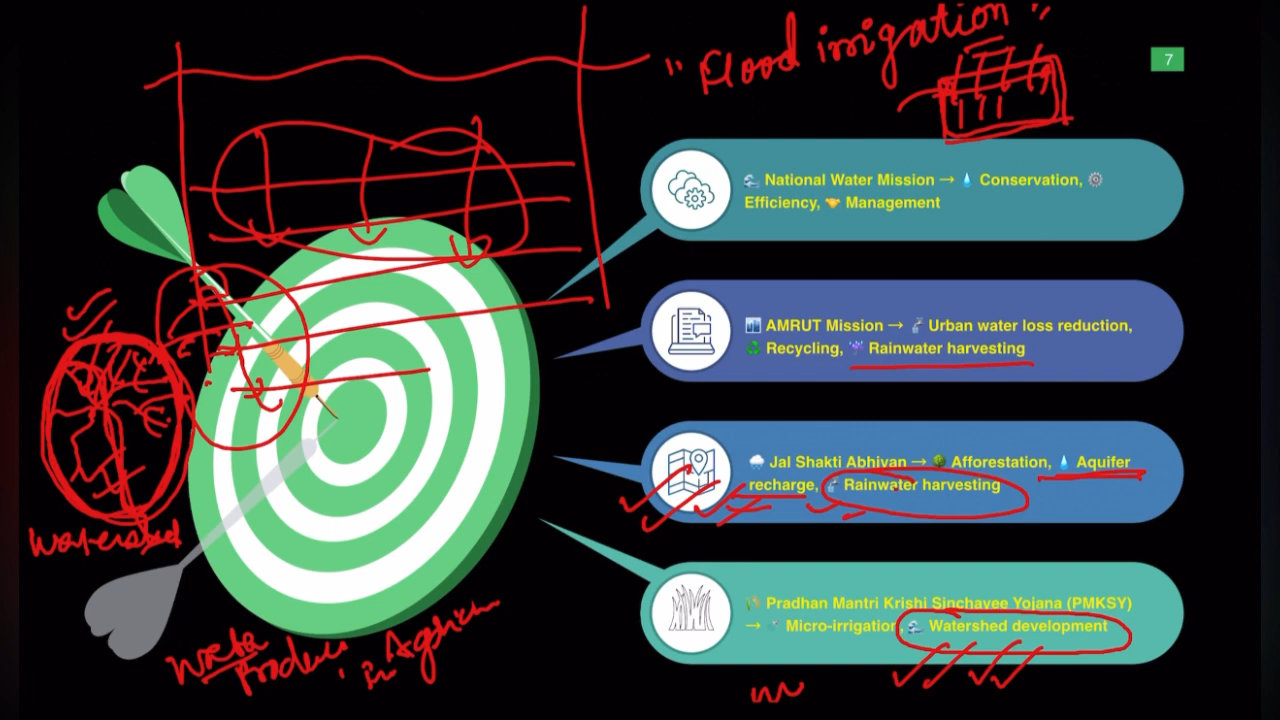 "Flood irrigation"
7
🌊 National Water Mission → 💧 Conservation, ⚙️
Efficiency, 🤝 Management
🏙️ AMRUT Mission → 🚰 Urban water loss reduction,
♻️ Recycling, ☔ Rainwater harvesting
🌧️ Jal Shakti Abhiyan → 🌳 Afforestation, 💧 Aquifer
recharge, 🚰 Rainwater harvesting
🌾 Pradhan Mantri Krishi Sinchayee Yojana (PMKSY)
→ 🚿 Micro-irrigation, 🌊 Watershed development
Watershed
in